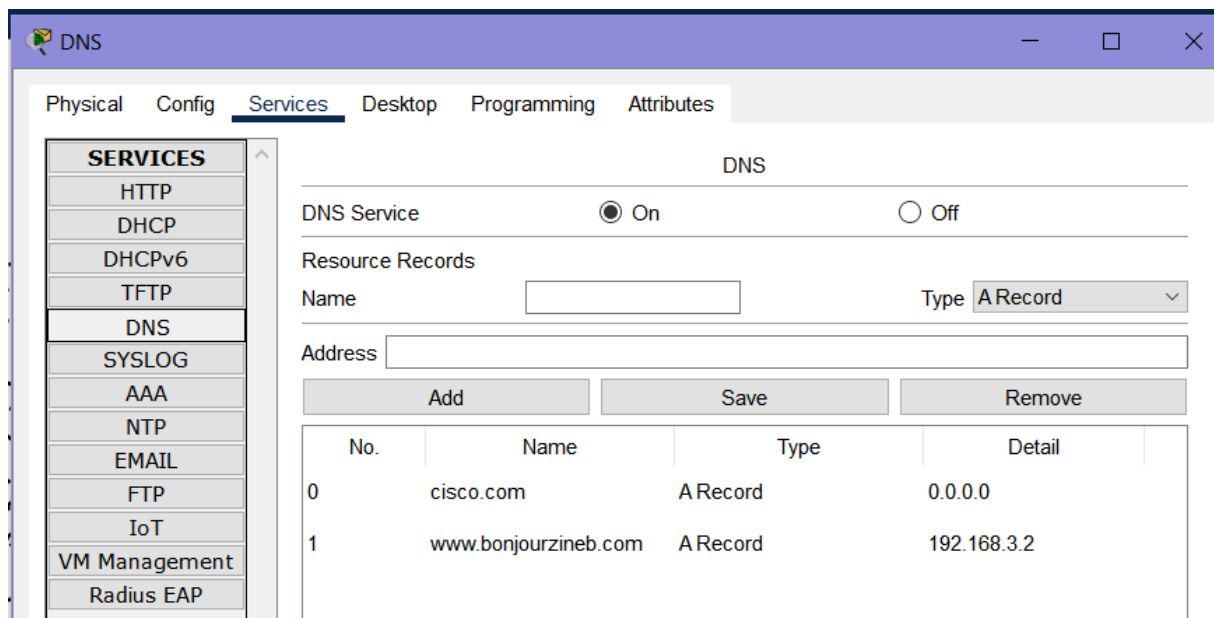 DNS
Physical Config Services Desktop Programming Attributes
SERVICES
HTTP
DHCP
DHCPv6
TFTP
DNS
SYSLOG
AAA
NTP
EMAIL
FTP
IoT
VM Management
Radius EAP
DNS
DNS Service On Off
Resource Records
Name Type A Record
Address
Add Save Remove
No. Name Type Detail
0 cisco.com A Record 0.0.0.0
1 www.bonjourzineb.com A Record 192.168.3.2